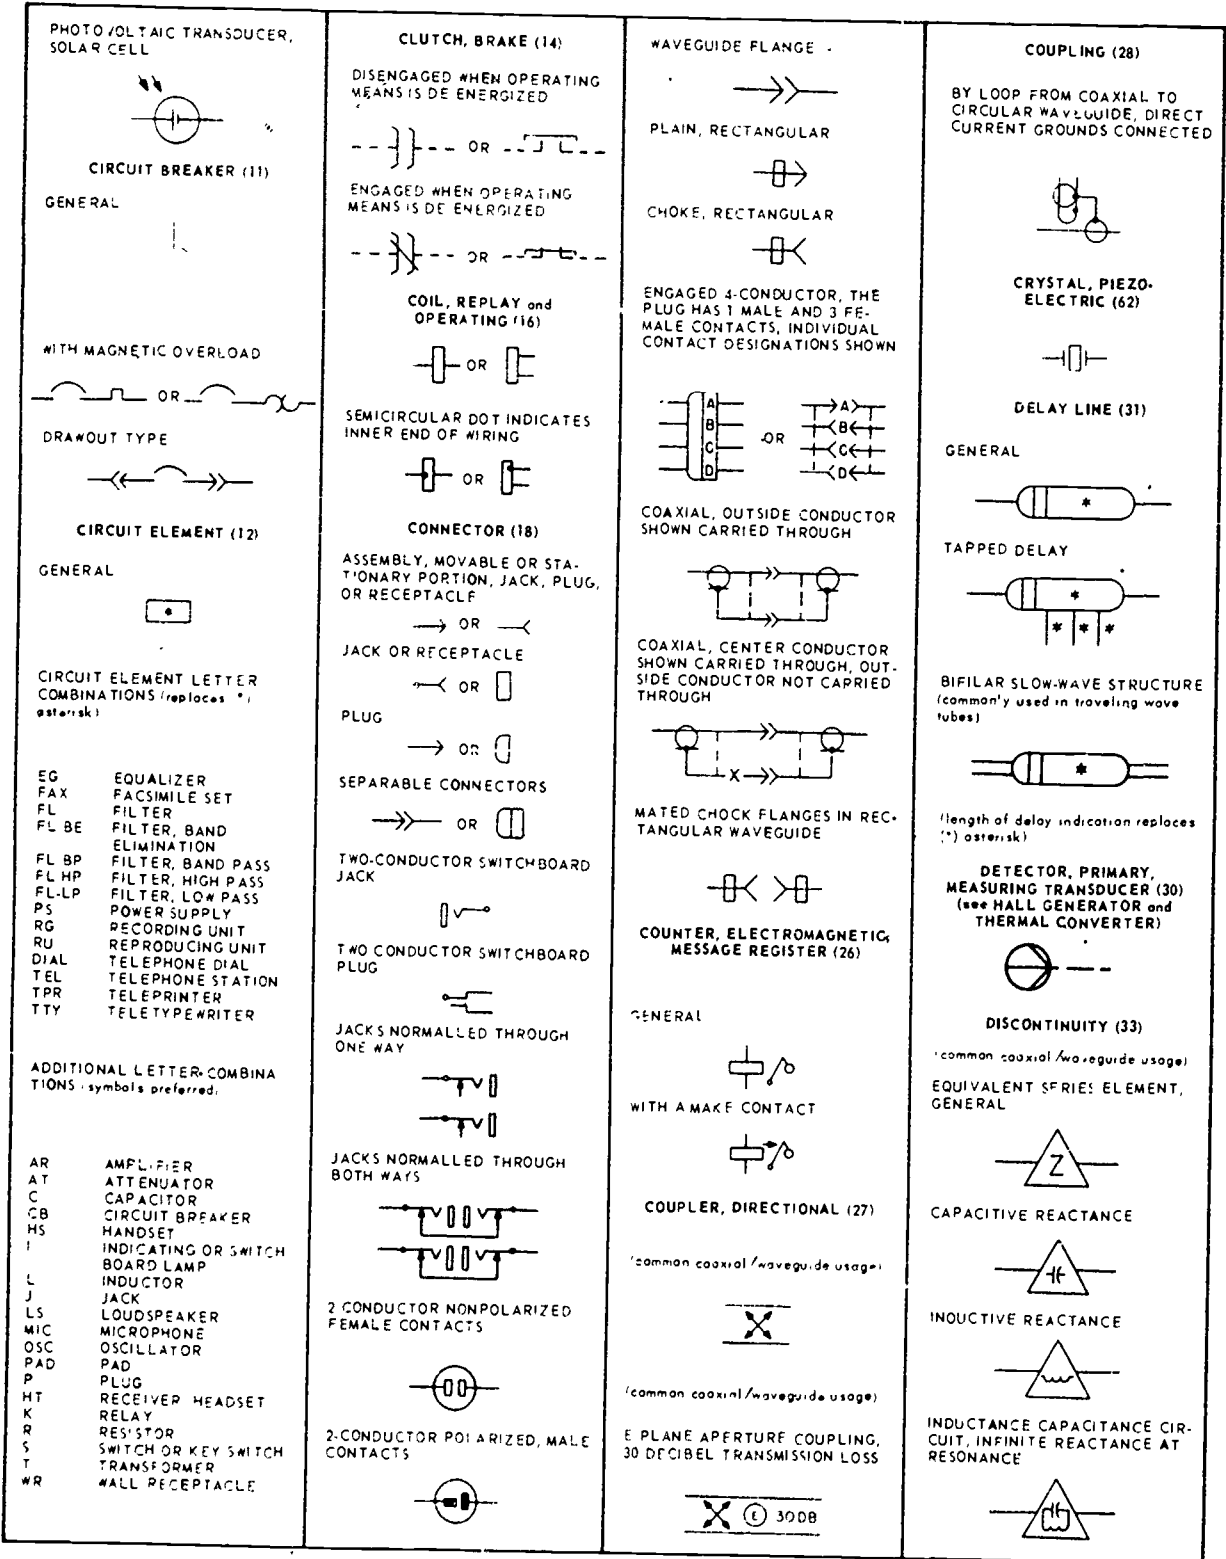 PHOTOVOLTAIC TRANSDUCER,
SOLAR CELL
CIRCUIT BREAKER (11)
GENERAL
WITH MAGNETIC OVERLOAD
OR
DRAWOUT TYPE
CIRCUIT ELEMENT (12)
GENERAL
*
CIRCUIT ELEMENT LETTER
COMBINATIONS (replaces *)
asterisk)
EG EQUALIZER
FAX FACSIMILE SET
FL FILTER
FL BE FILTER, BAND
ELIMINATION
FL BP FILTER, BAND PASS
FL HP FILTER, HIGH PASS
FL-LP FILTER, LOW PASS
PS POWER SUPPLY
RG RECORDING UNIT
RU REPRODUCING UNIT
DIAL TELEPHONE DIAL
TEL TELEPHONE STATION
TPR TELEPRINTER
TTY TELETYPEWRITER
ADDITIONAL LETTER COMBINA
TIONS (symbols preferred)
AR AMPLIFIER
AT ATTENUATOR
C CAPACITOR
CB CIRCUIT BREAKER
HS HANDSET
I INDICATING OR SWITCH
BOARD LAMP
L INDUCTOR
J JACK
LS LOUDSPEAKER
MIC MICROPHONE
OSC OSCILLATOR
PAD PAD
P PLUG
HT RECEIVER HEADSET
K RELAY
R RESISTOR
S SWITCH OR KEY SWITCH
T TRANSFORMER
WR WALL RECEPTACLE
CLUTCH, BRAKE (14)
DISENGAGED WHEN OPERATING
MEANS IS DE ENERGIZED
OR
ENGAGED WHEN OPERATING
MEANS IS DE ENERGIZED
OR
COIL, REPLAY and
OPERATING (16)
OR
SEMICIRCULAR DOT INDICATES
INNER END OF WIRING
OR
CONNECTOR (18)
ASSEMBLY, MOVABLE OR STA-
TIONARY PORTION, JACK, PLUG,
OR RECEPTACLE
OR
JACK OR RECEPTACLE
OR
PLUG
OR
SEPARABLE CONNECTORS
OR
TWO-CONDUCTOR SWITCHBOARD
JACK
TWO CONDUCTOR SWITCHBOARD
PLUG
JACKS NORMALLED THROUGH
ONE WAY
JACKS NORMALLED THROUGH
BOTH WAYS
2 CONDUCTOR NONPOLARIZED
FEMALE CONTACTS
2-CONDUCTOR POLARIZED, MALE
CONTACTS
WAVEGUIDE FLANGE
PLAIN, RECTANGULAR
CHOKE, RECTANGULAR
ENGAGED 4-CONDUCTOR, THE
PLUG HAS 1 MALE AND 3 FE-
MALE CONTACTS, INDIVIDUAL
CONTACT DESIGNATIONS SHOWN
A A
B OR B
C C
D D
COAXIAL, OUTSIDE CONDUCTOR
SHOWN CARRIED THROUGH
COAXIAL, CENTER CONDUCTOR
SHOWN CARRIED THROUGH, OUT-
SIDE CONDUCTOR NOT CARRIED
THROUGH
X
MATED CHOCK FLANGES IN REC-
TANGULAR WAVEGUIDE
COUNTER, ELECTROMAGNETIC,
MESSAGE REGISTER (26)
GENERAL
WITH A MAKE CONTACT
COUPLER, DIRECTIONAL (27)
(common coaxial/waveguide usage)
(common coaxial/waveguide usage)
E PLANE APERTURE COUPLING,
30 DECIBEL TRANSMISSION LOSS
E 30DB
COUPLING (28)
BY LOOP FROM COAXIAL TO
CIRCULAR WAVEGUIDE, DIRECT
CURRENT GROUNDS CONNECTED
CRYSTAL, PIEZO-
ELECTRIC (62)
DELAY LINE (31)
GENERAL
*
TAPPED DELAY
*
* * *
BIFILAR SLOW-WAVE STRUCTURE
(commonly used in traveling wave
tubes)
*
(length of delay indication replaces
(*) asterisk)
DETECTOR, PRIMARY,
MEASURING TRANSDUCER (30)
(see HALL GENERATOR and
THERMAL CONVERTER)
DISCONTINUITY (33)
(common coaxial/waveguide usage)
EQUIVALENT SERIES ELEMENT,
GENERAL
Z
CAPACITIVE REACTANCE
INDUCTIVE REACTANCE
INDUCTANCE CAPACITANCE CIR-
CUIT, INFINITE REACTANCE AT
RESONANCE